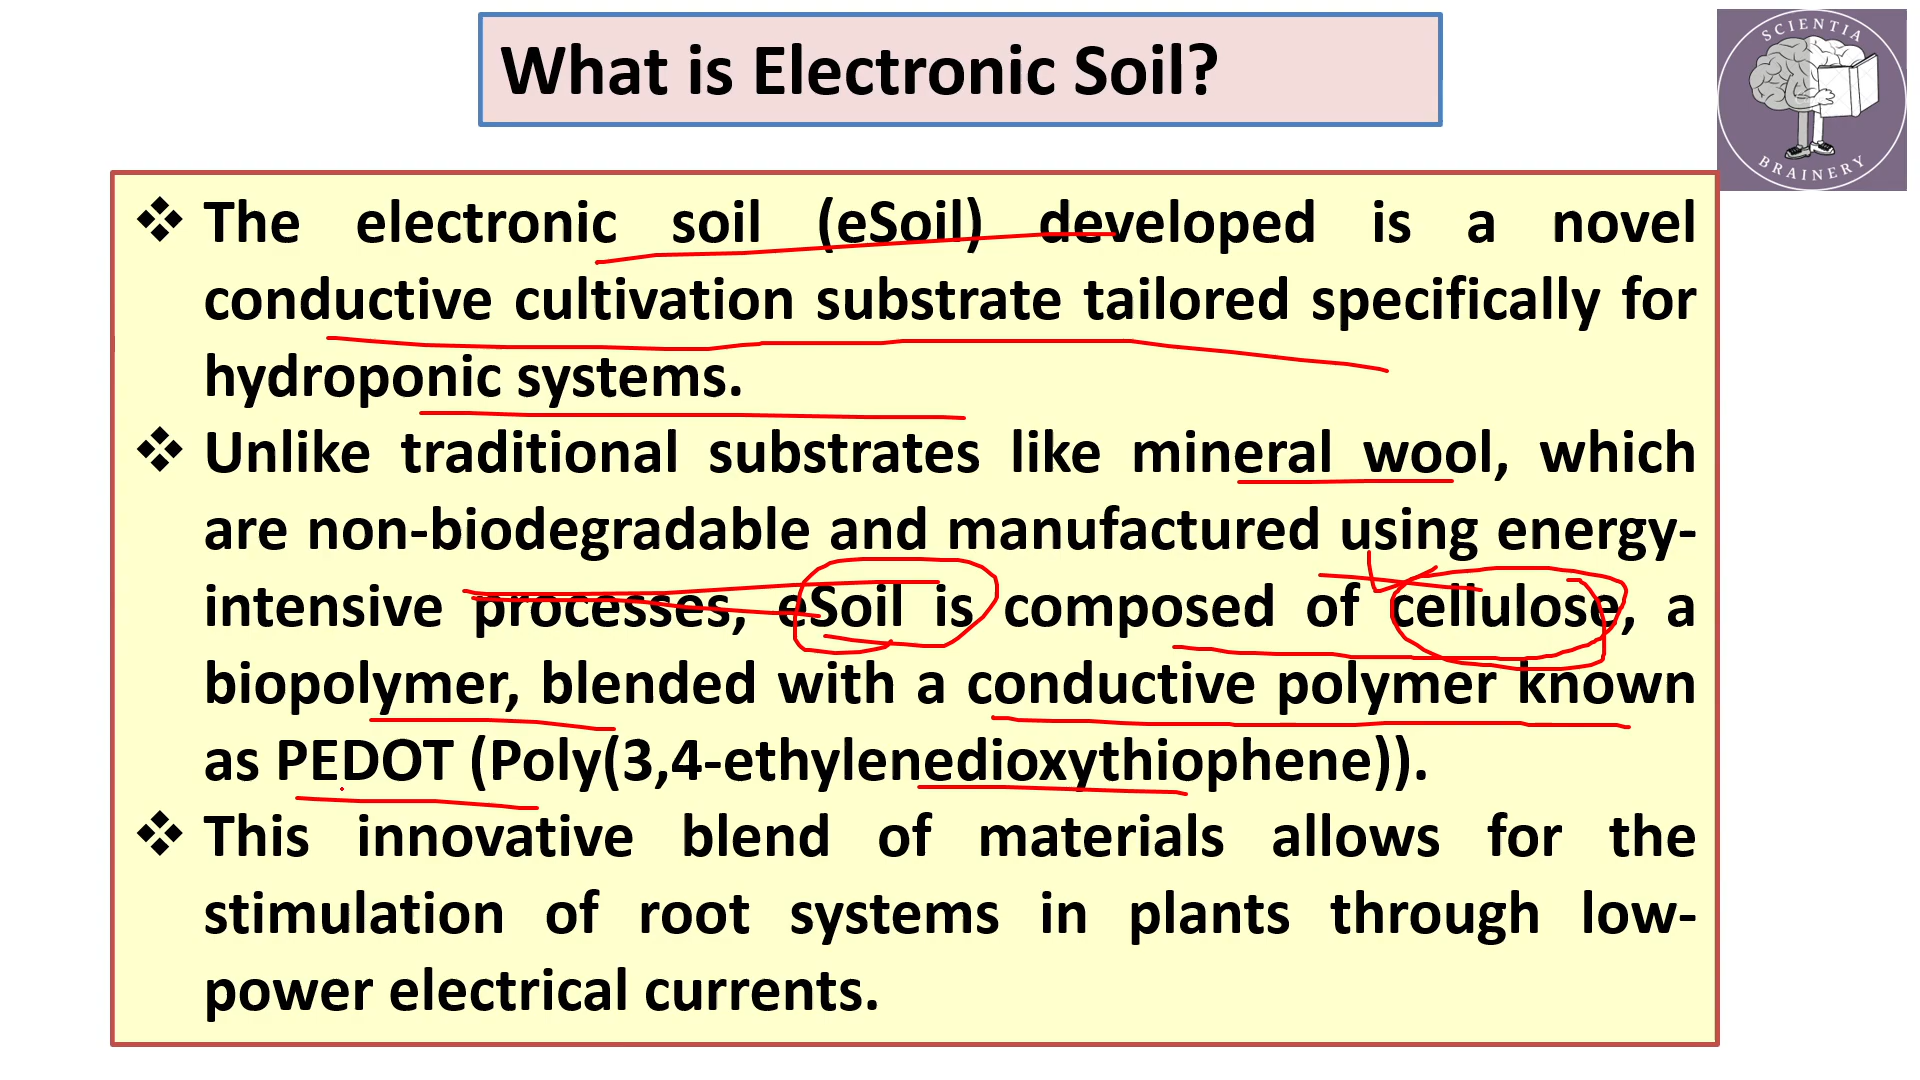 What is Electronic Soil?
SCIENTIA
BRAINERY
❖ The electronic soil (eSoil) developed is a novel
conductive cultivation substrate tailored specifically for
hydroponic systems.
❖ Unlike traditional substrates like mineral wool, which
are non-biodegradable and manufactured using energy-
intensive processes, eSoil is composed of cellulose, a
biopolymer, blended with a conductive polymer known
as PEDOT (Poly(3,4-ethylenedioxythiophene)).
❖ This innovative blend of materials allows for the
stimulation of root systems in plants through low-
power electrical currents.